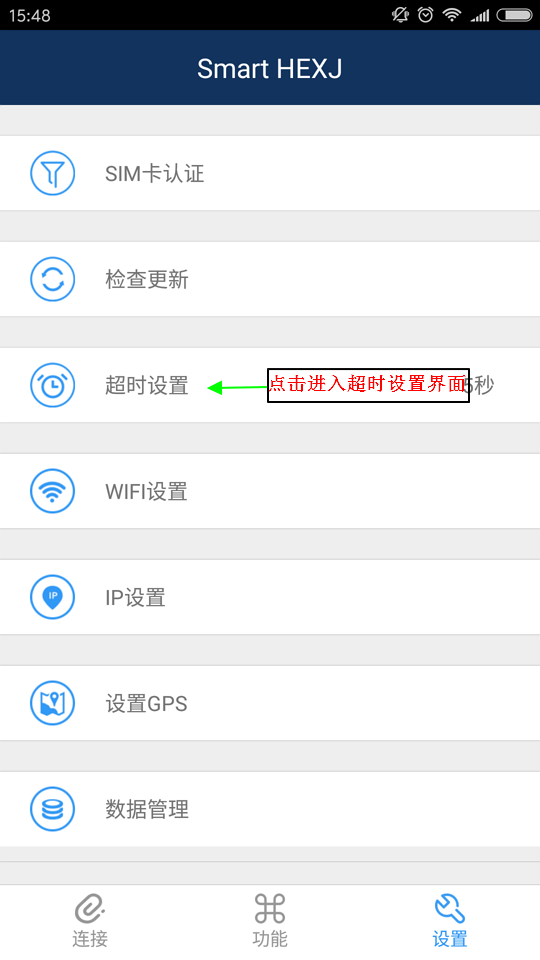 15:48
Smart HEXJ
SIM卡认证
检查更新
超时设置
点击进入超时设置界面
5秒
WIFI设置
IP
IP设置
设置GPS
数据管理
连接
功能
设置